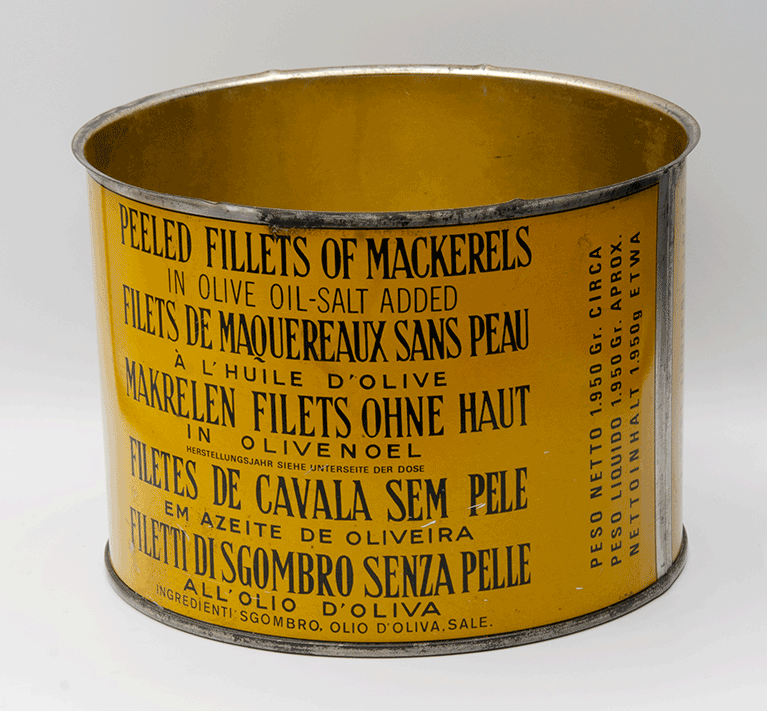 PEELED FILLETS OF MACKERELS
IN OLIVE OIL-SALT ADDED
FILETS DE MAQUEREAUX SANS PEAU
À L'HUILE D'OLIVE
MAKRELEN FILETS OHNE HAUT
IN OLIVENOEL
HERSTELLUNGSJAHR SIEHE UNTERSEITE DER DOSE
FILETES DE CAVALA SEM PELE
EM AZEITE DE OLIVEIRA
FILETTI DI SGOMBRO SENZA PELLE
ALL'OLIO D'OLIVA
INGREDIENTI'SGOMBRO. OLIO D'OLIVA, SALE.
PESO NETTO 1.950 Gr. CIRCA
PESO LIQUIDO 1.950 Gr. APROX.
NETTOINHALT 1.950g ETWA